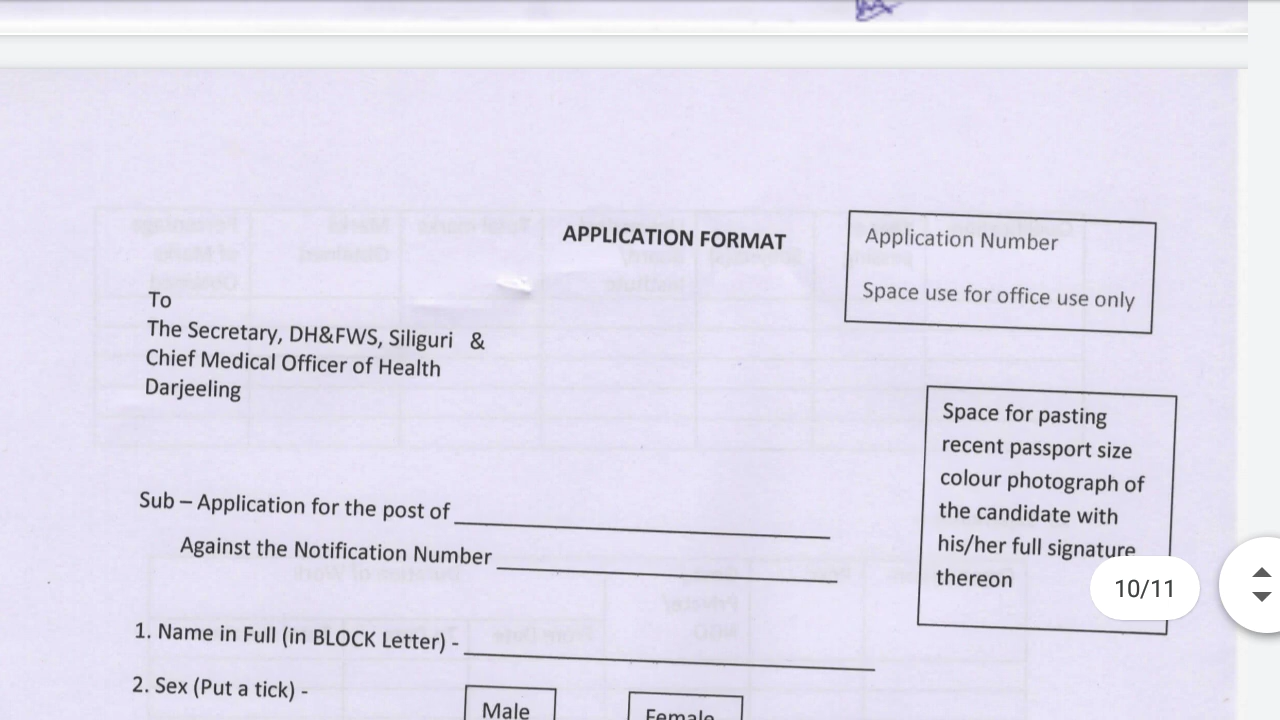 APPLICATION FORMAT
Application Number
Space use for office use only
To
The Secretary, DH&FWS, Siliguri &
Chief Medical Officer of Health
Darjeeling
Space for pasting
recent passport size
colour photograph of
the candidate with
his/her full signature
thereon
Sub – Application for the post of
Against the Notification Number
10/11
1. Name in Full (in BLOCK Letter) -
2. Sex (Put a tick) -
Male
Female